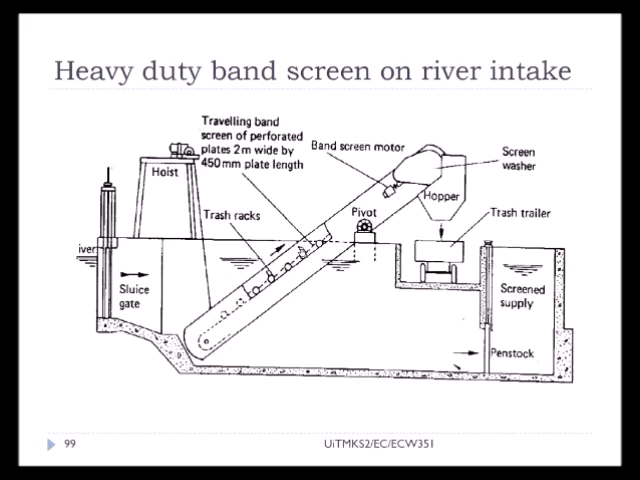 Heavy duty band screen on river intake
Travelling band
screen of perforated
plates 2m wide by
450mm plate length
Band screen motor
Screen
washer
Hoist
Hopper
Trash racks
Pivot
Trash trailer
iver
Sluice
gate
Screened
supply
Penstock
99
UiTMKS2/EC/ECW351